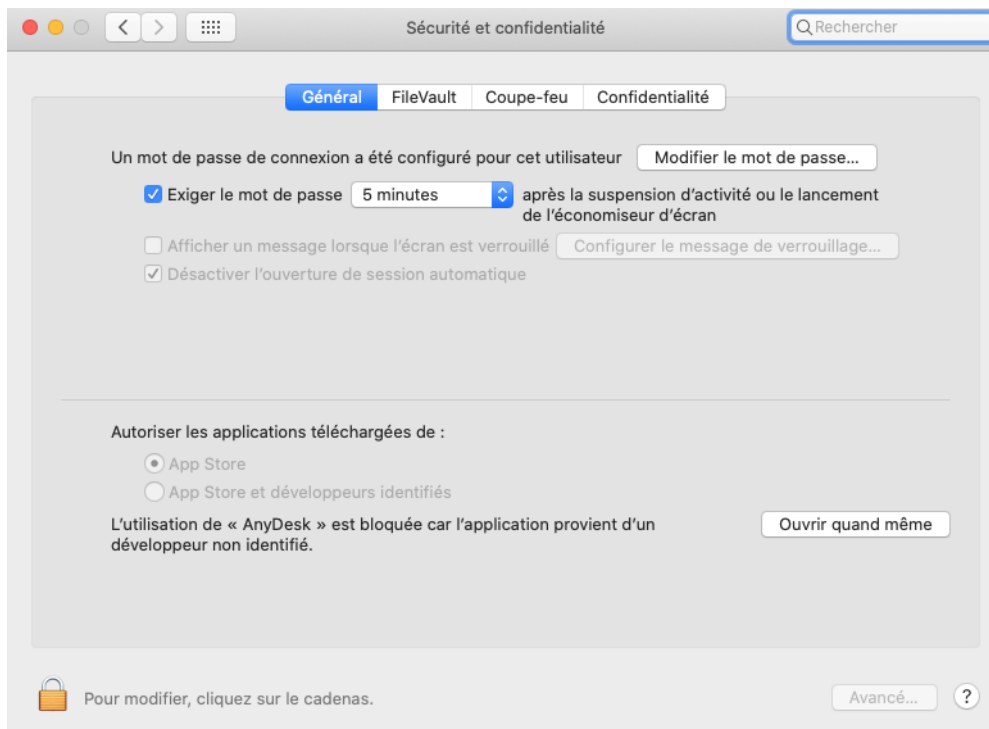 Sécurité et confidentialité
Rechercher
Général FileVault Coupe-feu Confidentialité
Un mot de passe de connexion a été configuré pour cet utilisateur Modifier le mot de passe...
Exiger le mot de passe 5 minutes après la suspension d'activité ou le lancement
de l'économiseur d'écran
Afficher un message lorsque l'écran est verrouillé Configurer le message de verrouillage...
Désactiver l'ouverture de session automatique
Autoriser les applications téléchargées de :
App Store
App Store et développeurs identifiés
L'utilisation de « AnyDesk » est bloquée car l'application provient d'un
développeur non identifié.
Ouvrir quand même
Pour modifier, cliquez sur le cadenas.
Avancé... ?